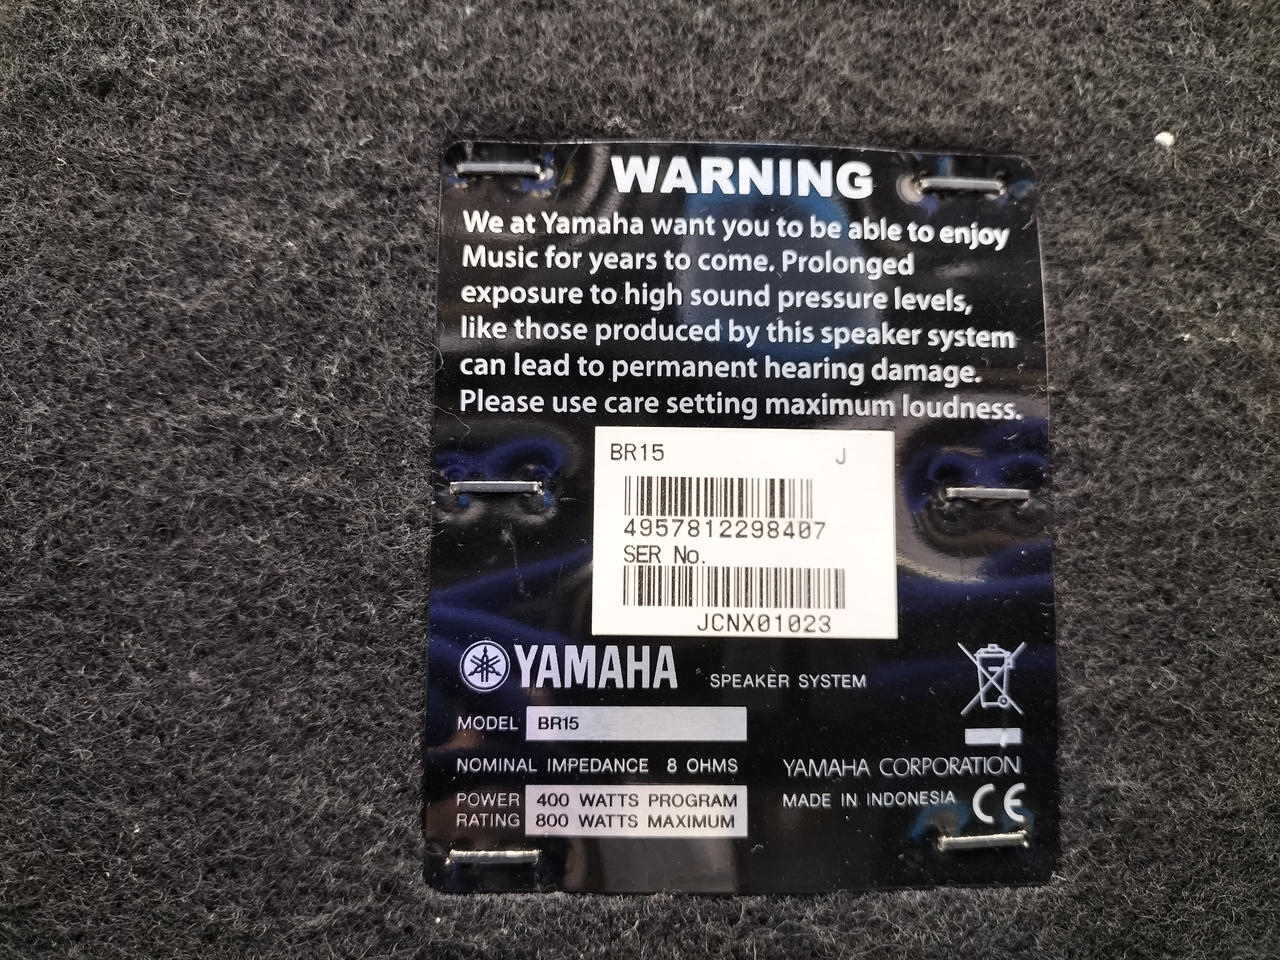 WARNING
We at Yamaha want you to be able to enjoy
Music for years to come. Prolonged
exposure to high sound pressure levels,
like those produced by this speaker system
can lead to permanent hearing damage.
Please use care setting maximum loudness.
BR15 J
4957812298407
SER No.
JCNX01023
YAMAHA SPEAKER SYSTEM
MODEL BR15
NOMINAL IMPEDANCE 8 OHMS
POWER RATING
400 WATTS PROGRAM
800 WATTS MAXIMUM
YAMAHA CORPORATION
MADE IN INDONESIA CE